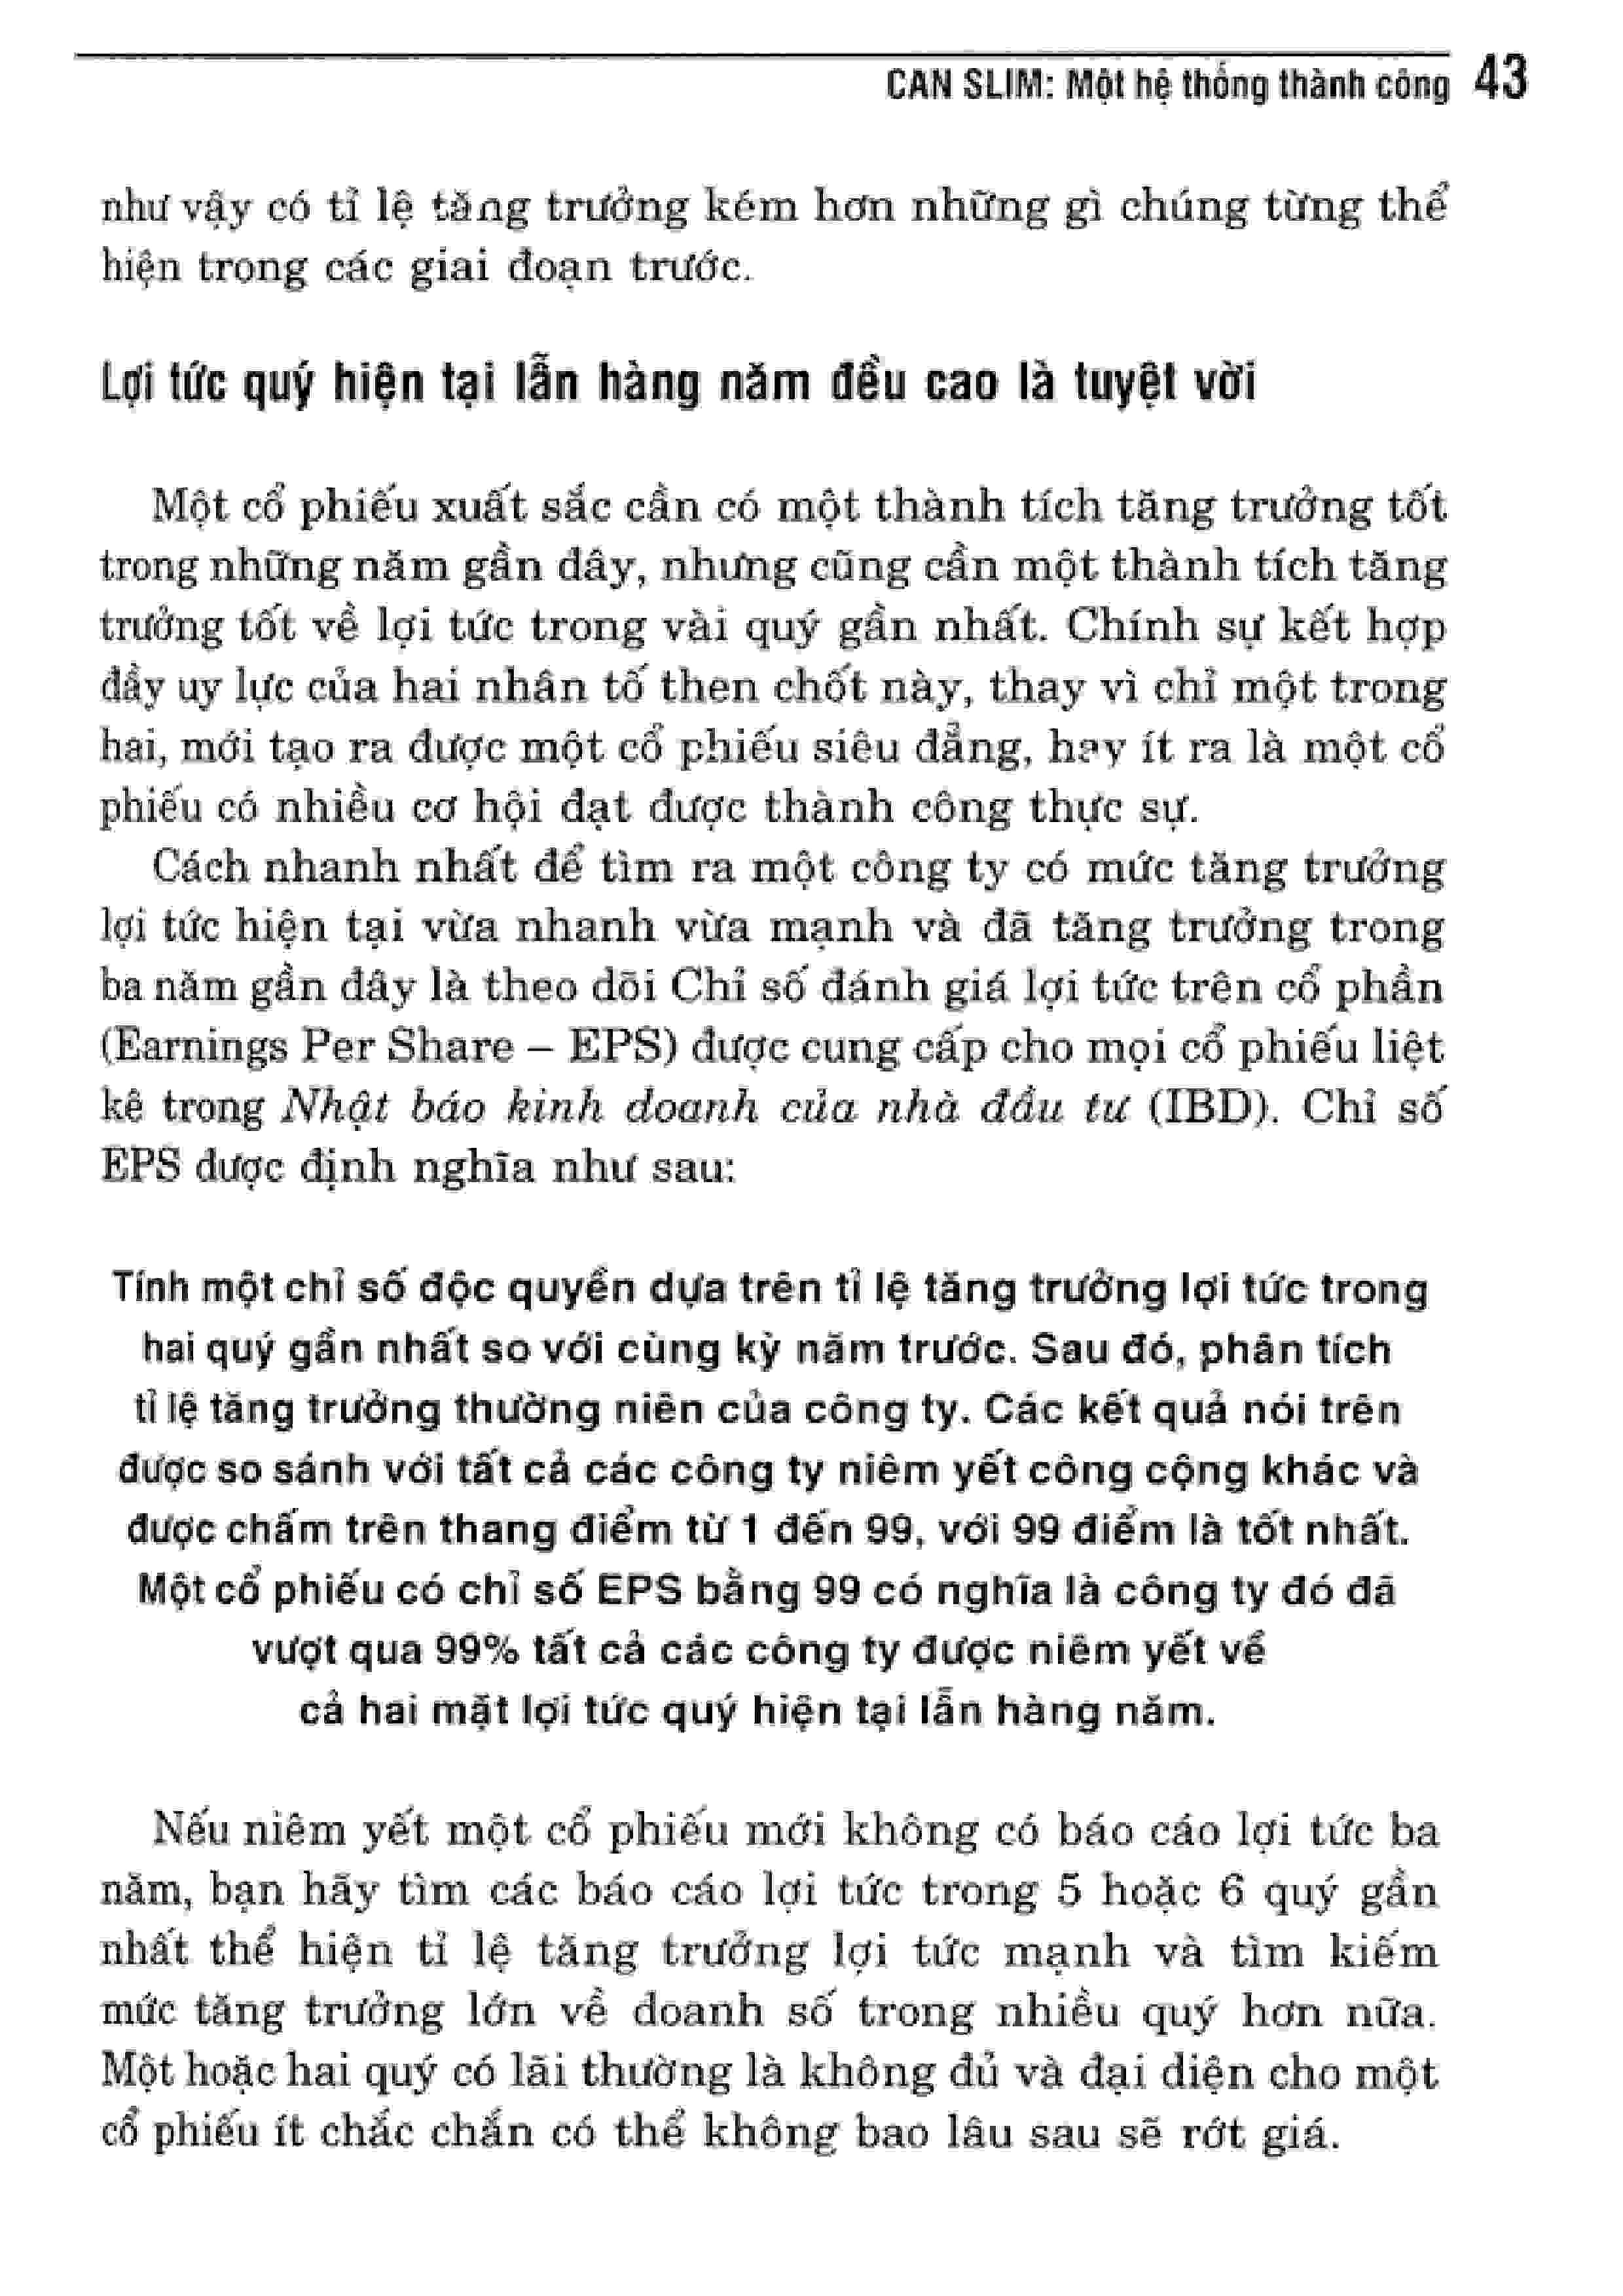 CAN SLIM: Một hệ thống thành công 43
như vậy có tỉ lệ tăng trưởng kém hơn những gì chúng từng thể
hiện trong các giai đoạn trước.
Lợi tức quý hiện tại lẫn hàng năm đều cao là tuyệt vời
Một cổ phiếu xuất sắc cần có một thành tích tăng trưởng tốt
trong những năm gần đây, nhưng cũng cần một thành tích tăng
trưởng tốt về lợi tức trong vài quý gần nhất. Chính sự kết hợp
đầy uy lực của hai nhân tố then chốt này, thay vì chỉ một trong
hai, mới tạo ra được một cổ phiếu siêu đẳng, hay ít ra là một cổ
phiếu có nhiều cơ hội đạt được thành công thực sự.
Cách nhanh nhất để tìm ra một công ty có mức tăng trưởng
lợi tức hiện tại vừa nhanh vừa mạnh và đã tăng trưởng trong
ba năm gần đây là theo dõi Chỉ số đánh giá lợi tức trên cổ phần
(Earnings Per Share – EPS) được cung cấp cho mọi cổ phiếu liệt
kê trong Nhật báo kinh doanh của nhà đầu tư (IBD). Chỉ số
EPS được định nghĩa như sau:
Tính một chỉ số độc quyền dựa trên tỉ lệ tăng trưởng lợi tức trong
hai quý gần nhất so với cùng kỳ năm trước. Sau đó, phân tích
tỉ lệ tăng trưởng thường niên của công ty. Các kết quả nói trên
được so sánh với tất cả các công ty niêm yết công cộng khác và
được chấm trên thang điểm từ 1 đến 99, với 99 điểm là tốt nhất.
Một cổ phiếu có chỉ số EPS bằng 99 có nghĩa là công ty đó đã
vượt qua 99% tất cả các công ty được niêm yết về
cả hai mặt lợi tức quý hiện tại lẫn hàng năm.
Nếu niêm yết một cổ phiếu mới không có báo cáo lợi tức ba
năm, bạn hãy tìm các báo cáo lợi tức trong 5 hoặc 6 quý gần
nhất thể hiện tỉ lệ tăng trưởng lợi tức mạnh và tìm kiếm
mức tăng trưởng lớn về doanh số trong nhiều quý hơn nữa.
Một hoặc hai quý có lãi thường là không đủ và đại diện cho một
cổ phiếu ít chắc chắn có thể không bao lâu sau sẽ rớt giá.